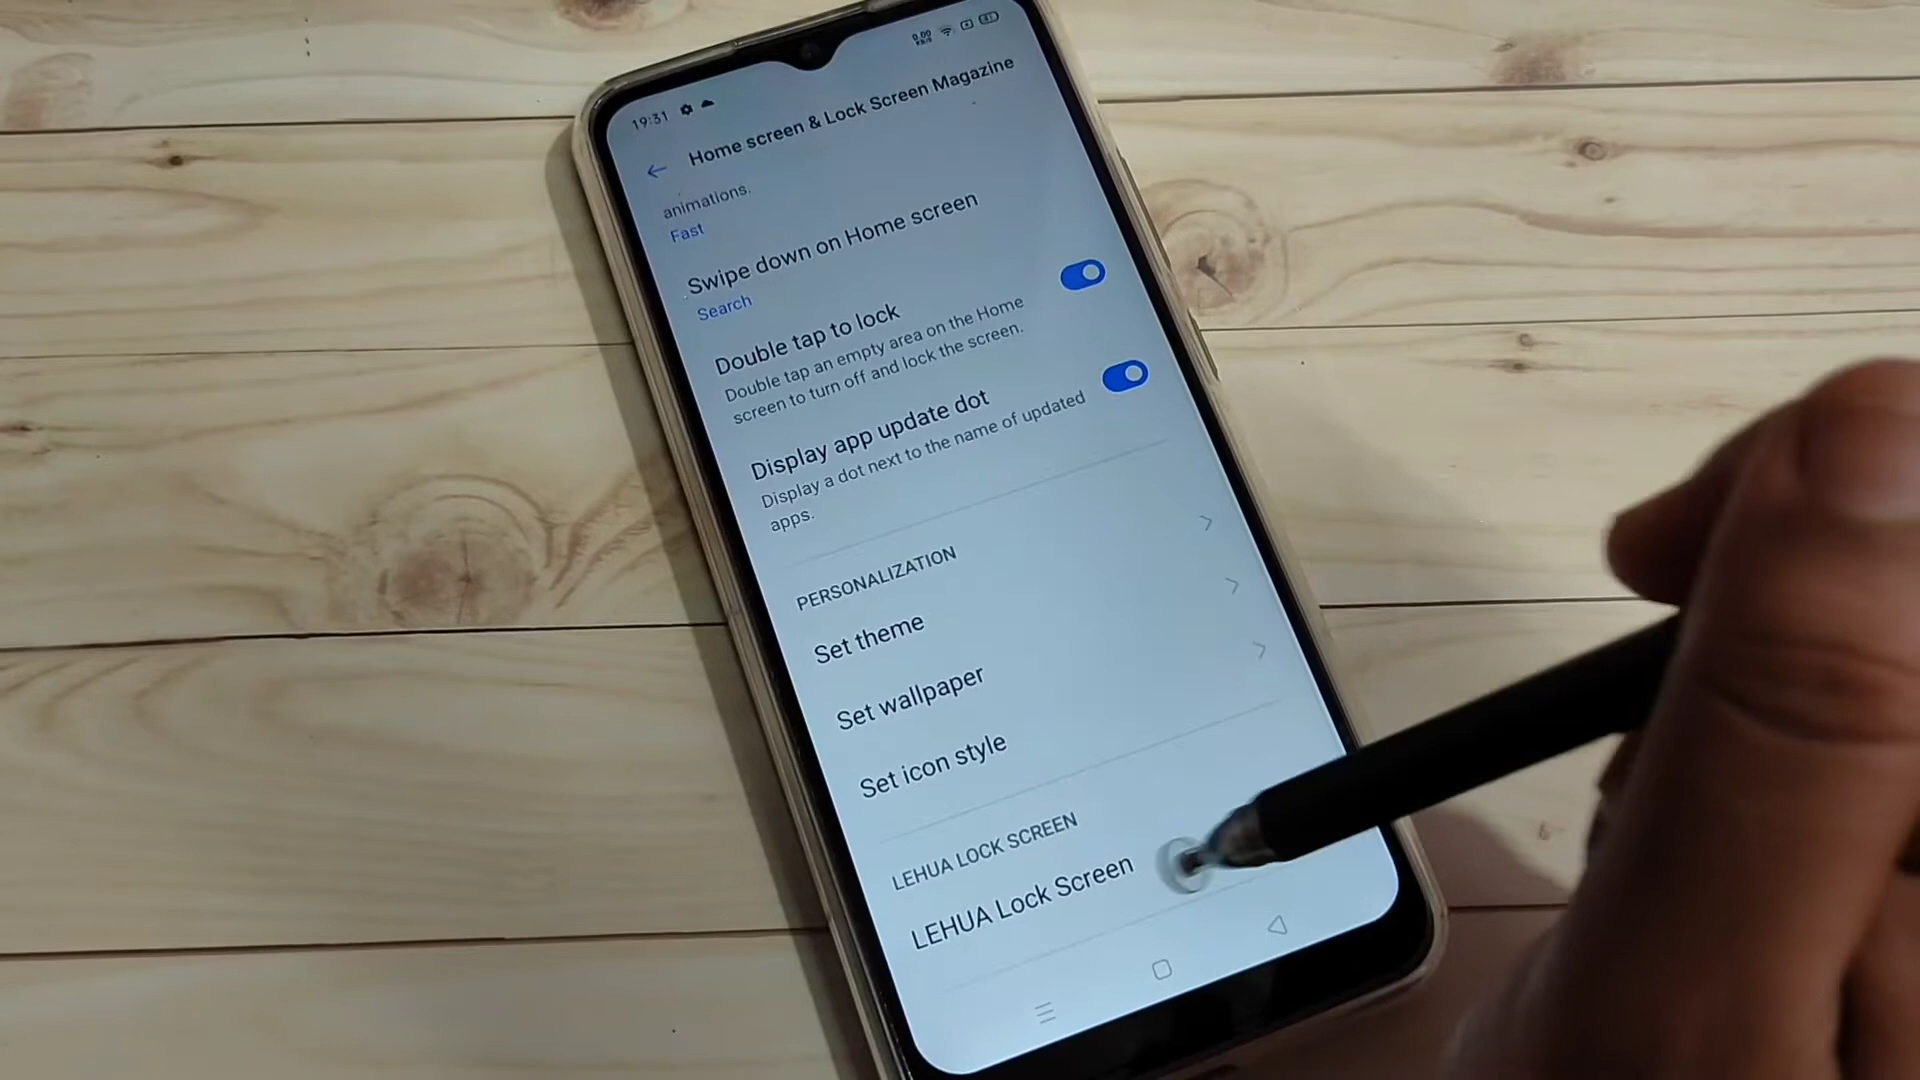 19:31
0.00
KB/S
Home screen & Lock Screen Magazine
animations.
Fast
Swipe down on Home screen
Search
Double tap to lock
Double tap an empty area on the Home
screen to turn off and lock the screen.
Display app update dot
Display a dot next to the name of updated
apps.
PERSONALIZATION
Set theme
Set wallpaper
Set icon style
LEHUA LOCK SCREEN
LEHUA Lock Screen